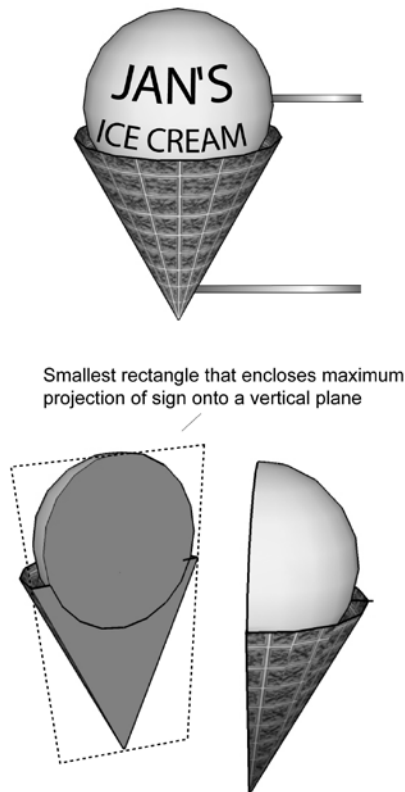 JAN'S
ICE CREAM
Smallest rectangle that encloses maximum
projection of sign onto a vertical plane